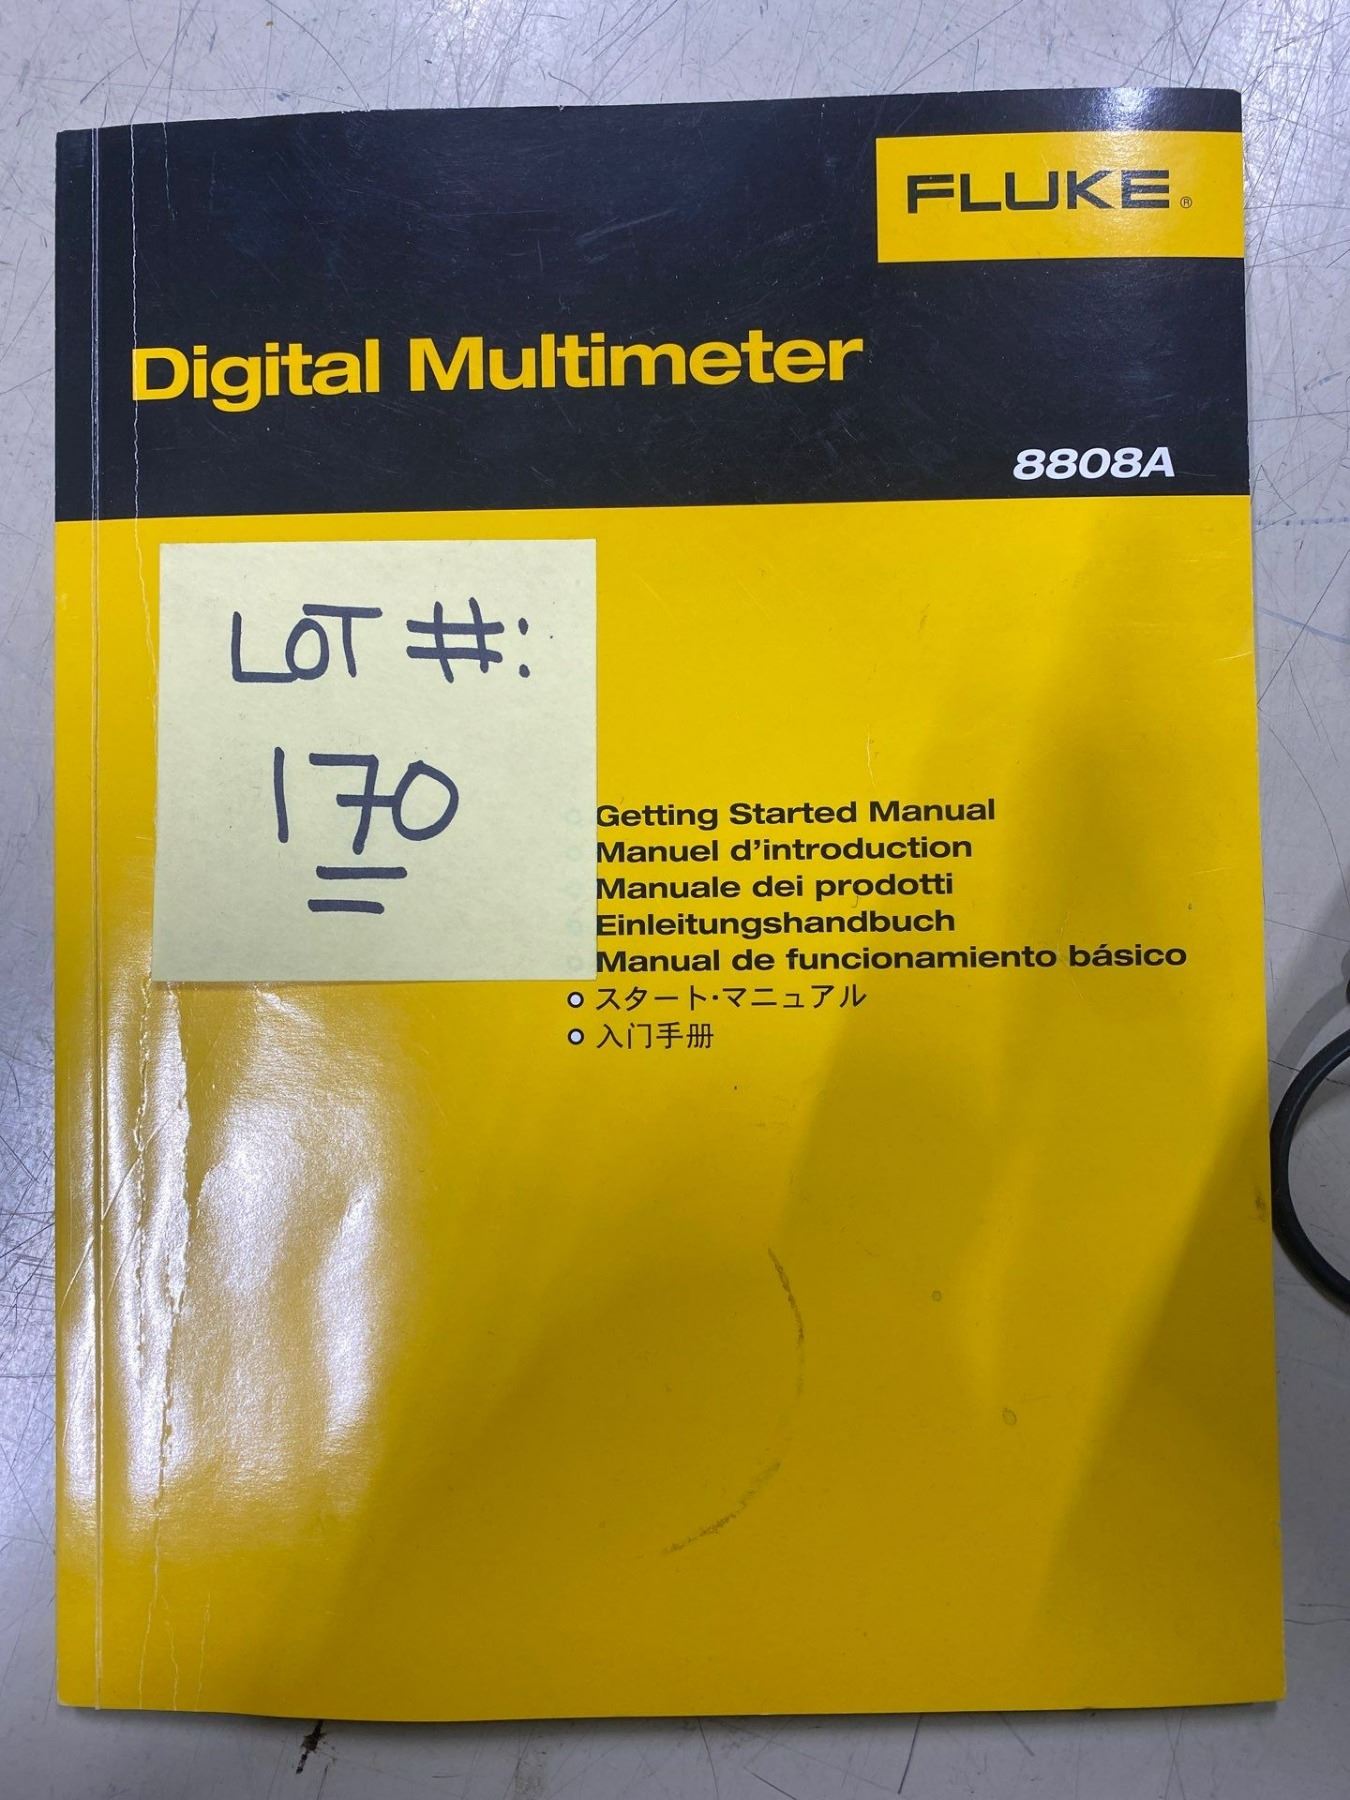 FLUKE®
Digital Multimeter
8808A
LOT #:
170
Getting Started Manual
Manuel d'introduction
Manuale dei prodotti
Einleitungshandbuch
Manual de funcionamiento básico
スタート・マニュアル
入门手册